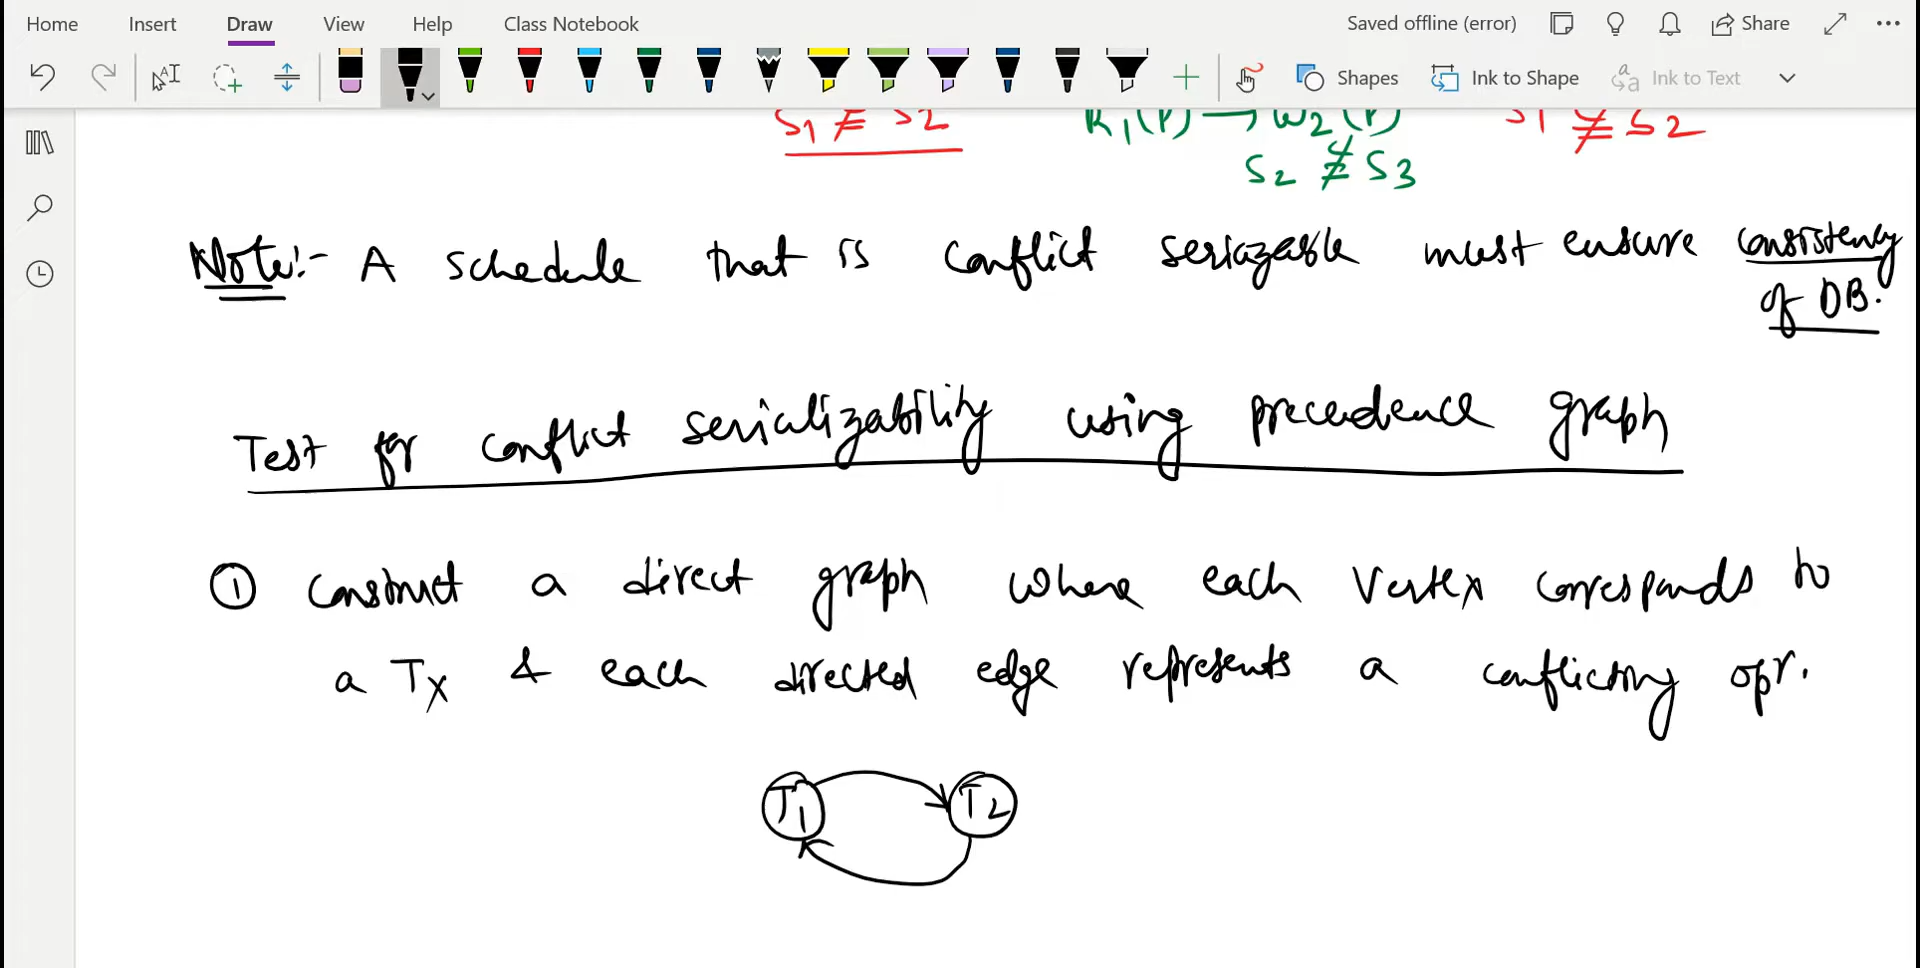 Home Insert Draw View Help Class Notebook Saved offline (error) Share
Shapes Ink to Shape Ink to Text
S1 ≢ S2 R1(P) → W2(P) S1 ≢ S2
S2 ≢ S3
Note:- A schedule that is conflict seriazable must ensure consistency
of DB.
Test for conflict serializability using precedence graph
① Construct a direct graph where each Vertex corresponds to
a Tx & each directed edge represents a conflicting opr.
T1 T2